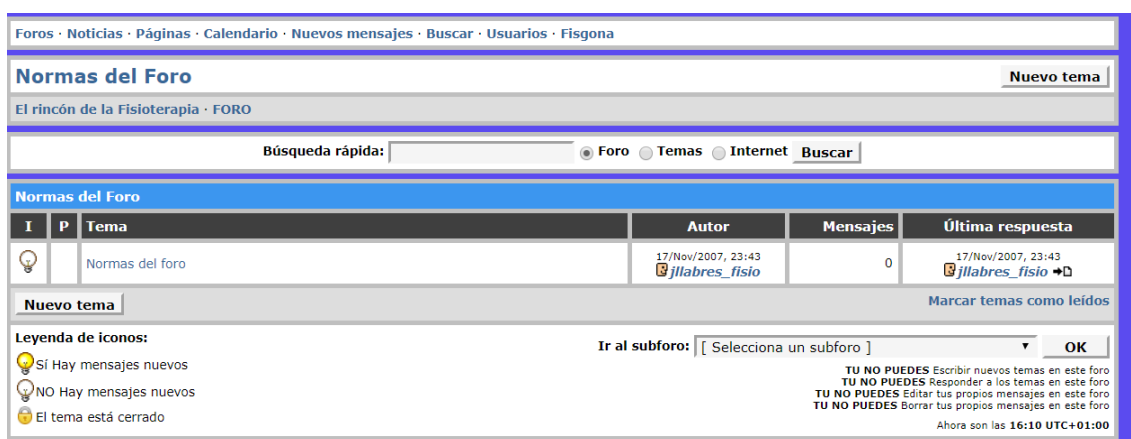 Foros · Noticias · Páginas · Calendario · Nuevos mensajes · Buscar · Usuarios · Fisgona
Normas del Foro
Nuevo tema
El rincón de la Fisioterapia · FORO
Búsqueda rápida: Foro Temas Internet Buscar
Normas del Foro
I P Tema Autor Mensajes Última respuesta
Normas del foro 17/Nov/2007, 23:43 jllabres_fisio 0 17/Nov/2007, 23:43 jllabres_fisio
Nuevo tema Marcar temas como leídos
Leyenda de iconos:
Sí Hay mensajes nuevos
NO Hay mensajes nuevos
El tema está cerrado
Ir al subforo: [ Selecciona un subforo ] OK
TU NO PUEDES Escribir nuevos temas en este foro
TU NO PUEDES Responder a los temas en este foro
TU NO PUEDES Editar tus propios mensajes en este foro
TU NO PUEDES Borrar tus propios mensajes en este foro
Ahora son las 16:10 UTC+01:00